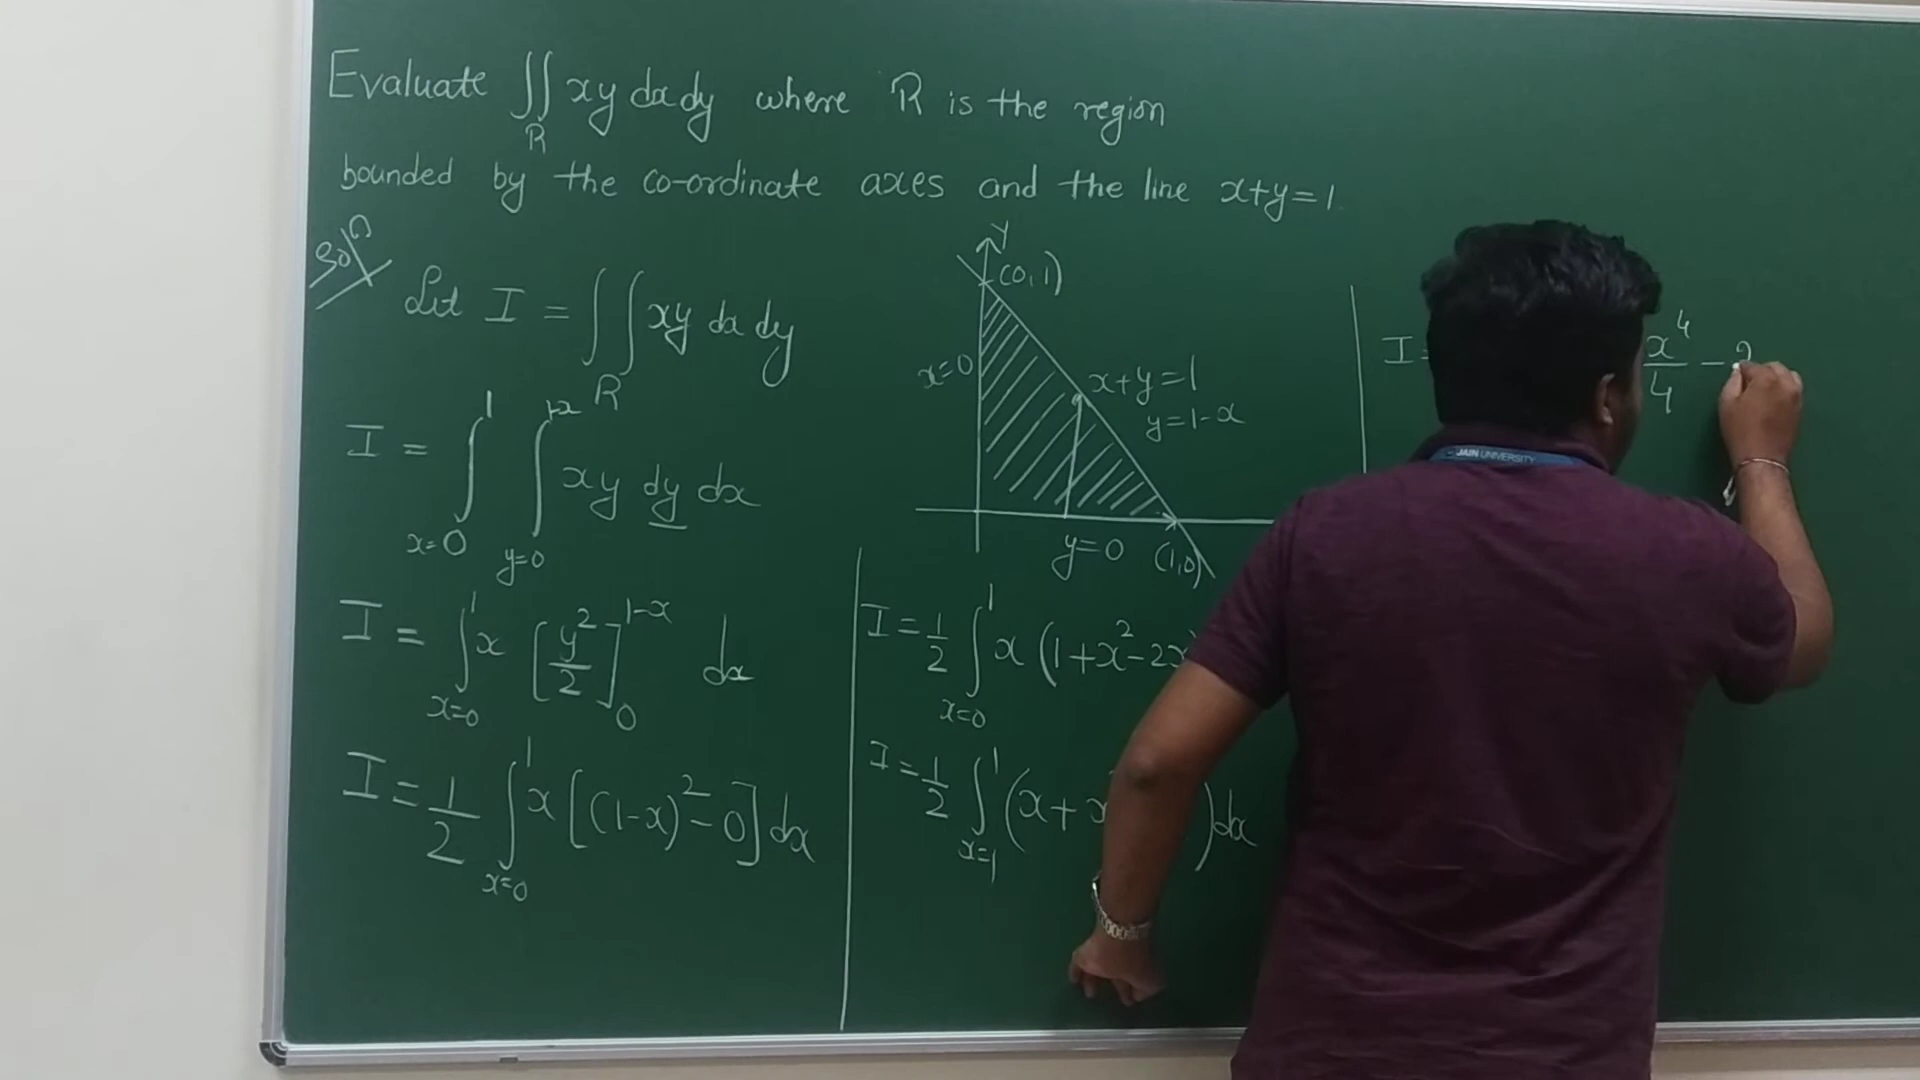 Evaluate ∬_R xy dx dy where R is the region
bounded by the co-ordinate axes and the line x+y=1
Sol^n
Let I = ∬_R xy dx dy
I = ∫_{x=0}^{1} ∫_{y=0}^{1-x} xy dy dx
I = ∫_{x=0}^{1} x [y²/2]_0^{1-x} dx
I = 1/2 ∫_{x=0}^{1} x [(1-x)² - 0] dx
Y
(0,1)
x=0
x+y=1
y=1-x
y=0
(1,0)
I = 1/2 ∫_{x=0}^{1} x (1+x²-2x
I = 1/2 ∫_{x=1}^{1} (x+ )dx
I = x⁴/4 -
JAIN UNIVERSITY